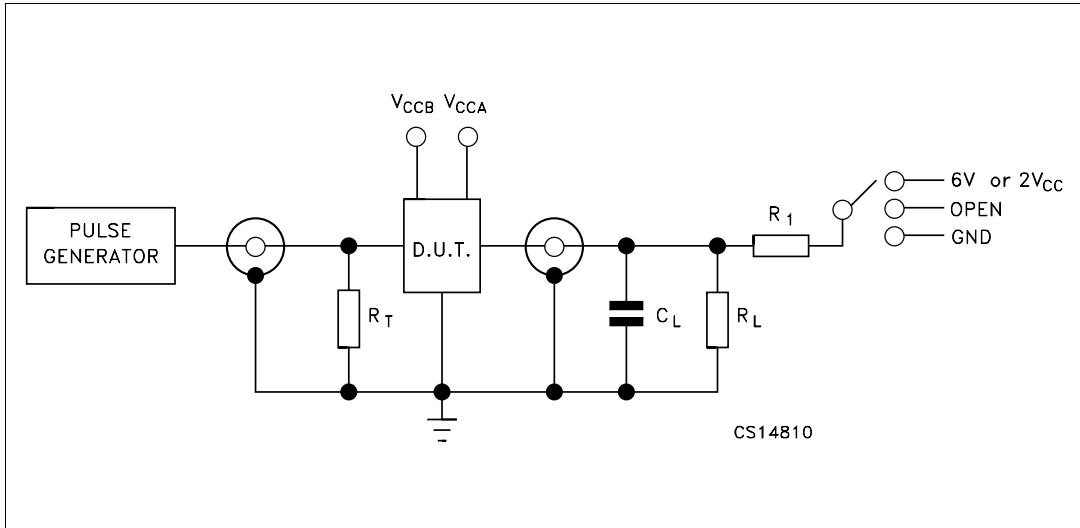 VCCB VCCA
PULSE
GENERATOR
D.U.T.
RT
CL
RL
R1
6V or 2VCC
OPEN
GND
CS14810